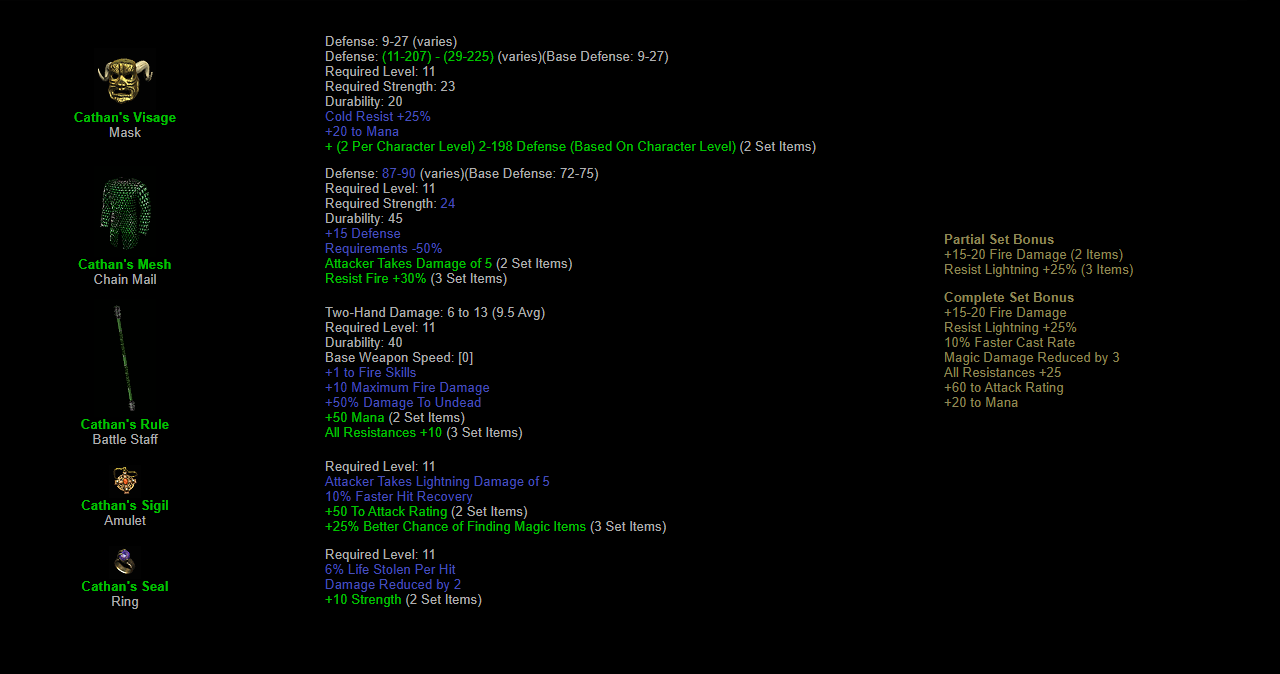 Cathan's Visage
Mask
Defense: 9-27 (varies)
Defense: (11-207) - (29-225) (varies)(Base Defense: 9-27)
Required Level: 11
Required Strength: 23
Durability: 20
Cold Resist +25%
+20 to Mana
+ (2 Per Character Level) 2-198 Defense (Based On Character Level) (2 Set Items)
Cathan's Mesh
Chain Mail
Defense: 87-90 (varies)(Base Defense: 72-75)
Required Level: 11
Required Strength: 24
Durability: 45
+15 Defense
Requirements -50%
Attacker Takes Damage of 5 (2 Set Items)
Resist Fire +30% (3 Set Items)
Cathan's Rule
Battle Staff
Two-Hand Damage: 6 to 13 (9.5 Avg)
Required Level: 11
Durability: 40
Base Weapon Speed: [0]
+1 to Fire Skills
+10 Maximum Fire Damage
+50% Damage To Undead
+50 Mana (2 Set Items)
All Resistances +10 (3 Set Items)
Cathan's Sigil
Amulet
Required Level: 11
Attacker Takes Lightning Damage of 5
10% Faster Hit Recovery
+50 To Attack Rating (2 Set Items)
+25% Better Chance of Finding Magic Items (3 Set Items)
Cathan's Seal
Ring
Required Level: 11
6% Life Stolen Per Hit
Damage Reduced by 2
+10 Strength (2 Set Items)
Partial Set Bonus
+15-20 Fire Damage (2 Items)
Resist Lightning +25% (3 Items)
Complete Set Bonus
+15-20 Fire Damage
Resist Lightning +25%
10% Faster Cast Rate
Magic Damage Reduced by 3
All Resistances +25
+60 to Attack Rating
+20 to Mana